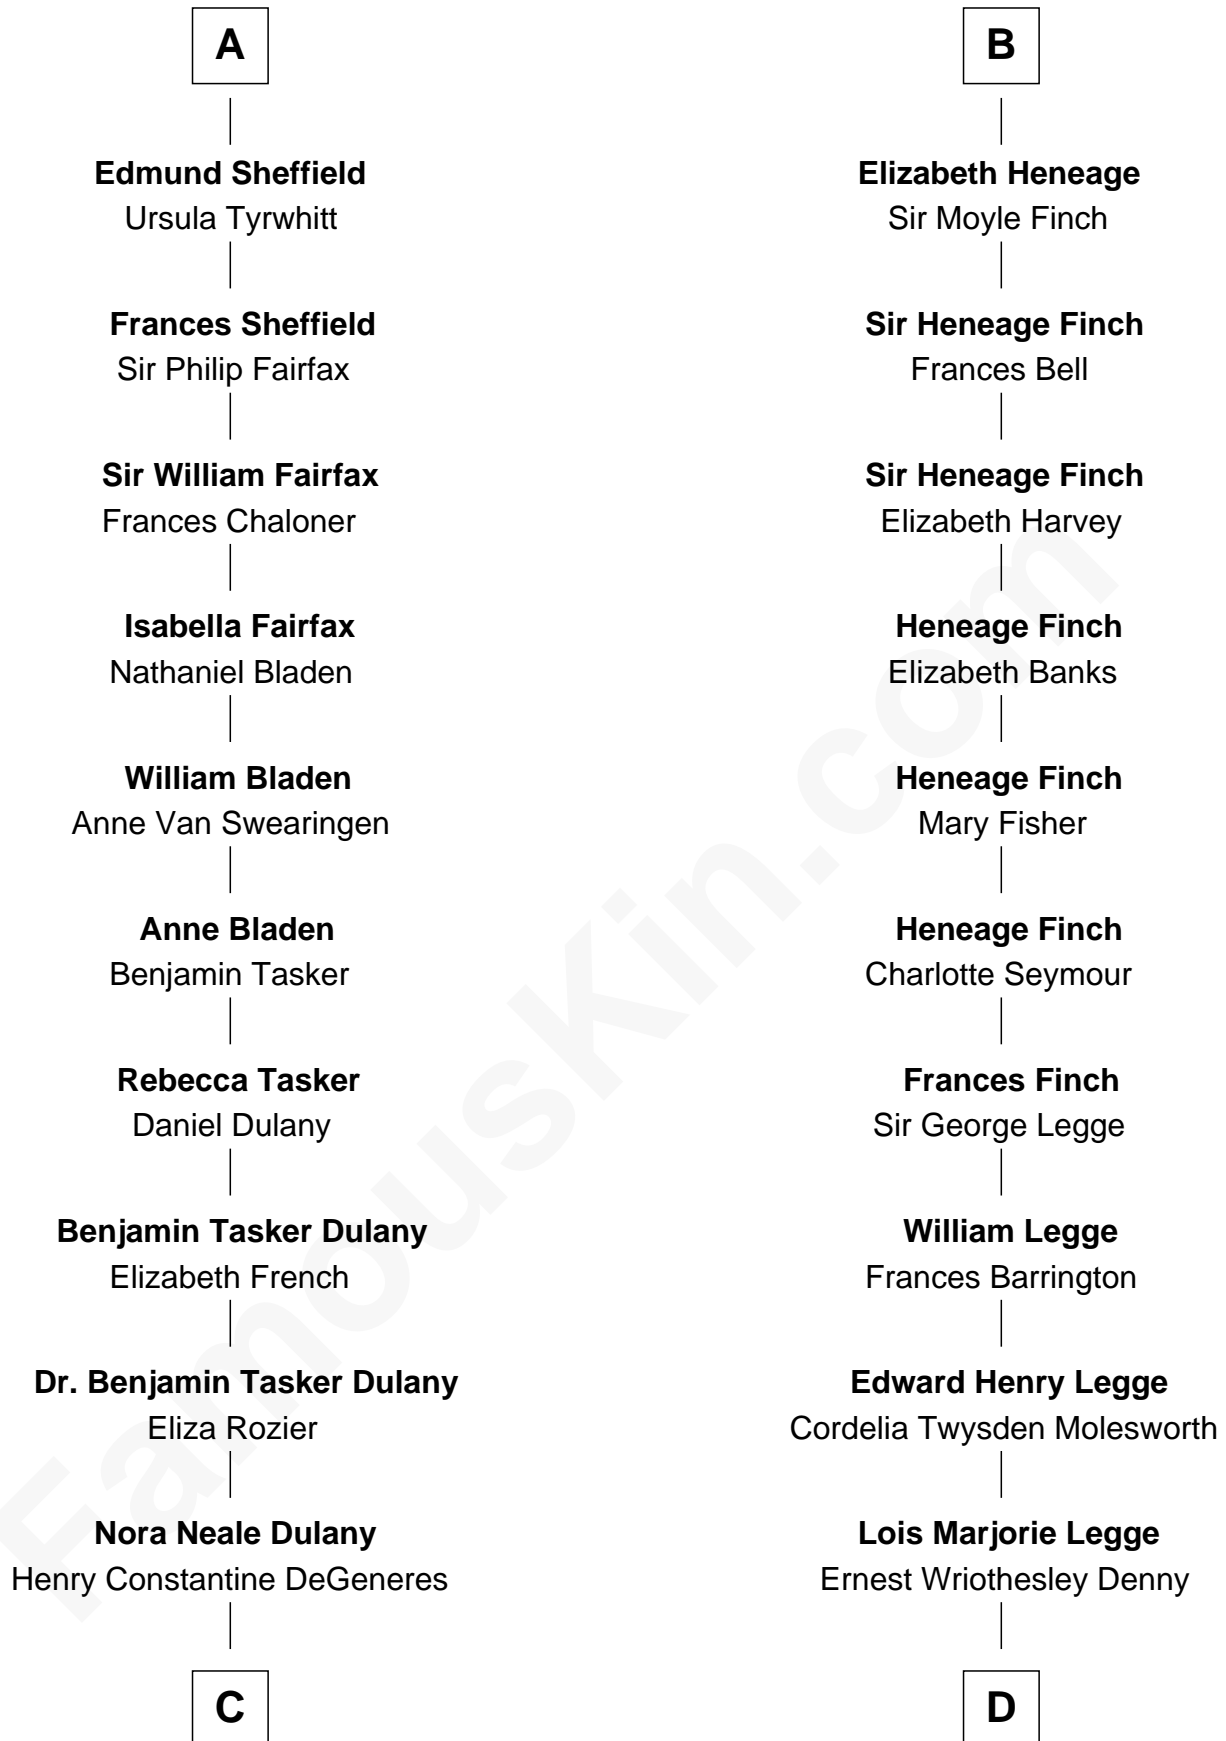 A
Edmund Sheffield
Ursula Tyrwhitt
Frances Sheffield
Sir Philip Fairfax
Sir William Fairfax
Frances Chaloner
Isabella Fairfax
Nathaniel Bladen
William Bladen
Anne Van Swearingen
Anne Bladen
Benjamin Tasker
Rebecca Tasker
Daniel Dulany
Benjamin Tasker Dulany
Elizabeth French
Dr. Benjamin Tasker Dulany
Eliza Rozier
Nora Neale Dulany
Henry Constantine DeGeneres
C
B
Elizabeth Heneage
Sir Moyle Finch
Sir Heneage Finch
Frances Bell
Sir Heneage Finch
Elizabeth Harvey
Heneage Finch
Elizabeth Banks
Heneage Finch
Mary Fisher
Heneage Finch
Charlotte Seymour
Frances Finch
Sir George Legge
William Legge
Frances Barrington
Edward Henry Legge
Cordelia Twysden Molesworth
Lois Marjorie Legge
Ernest Wriothesley Denny
D
FamousKin.com